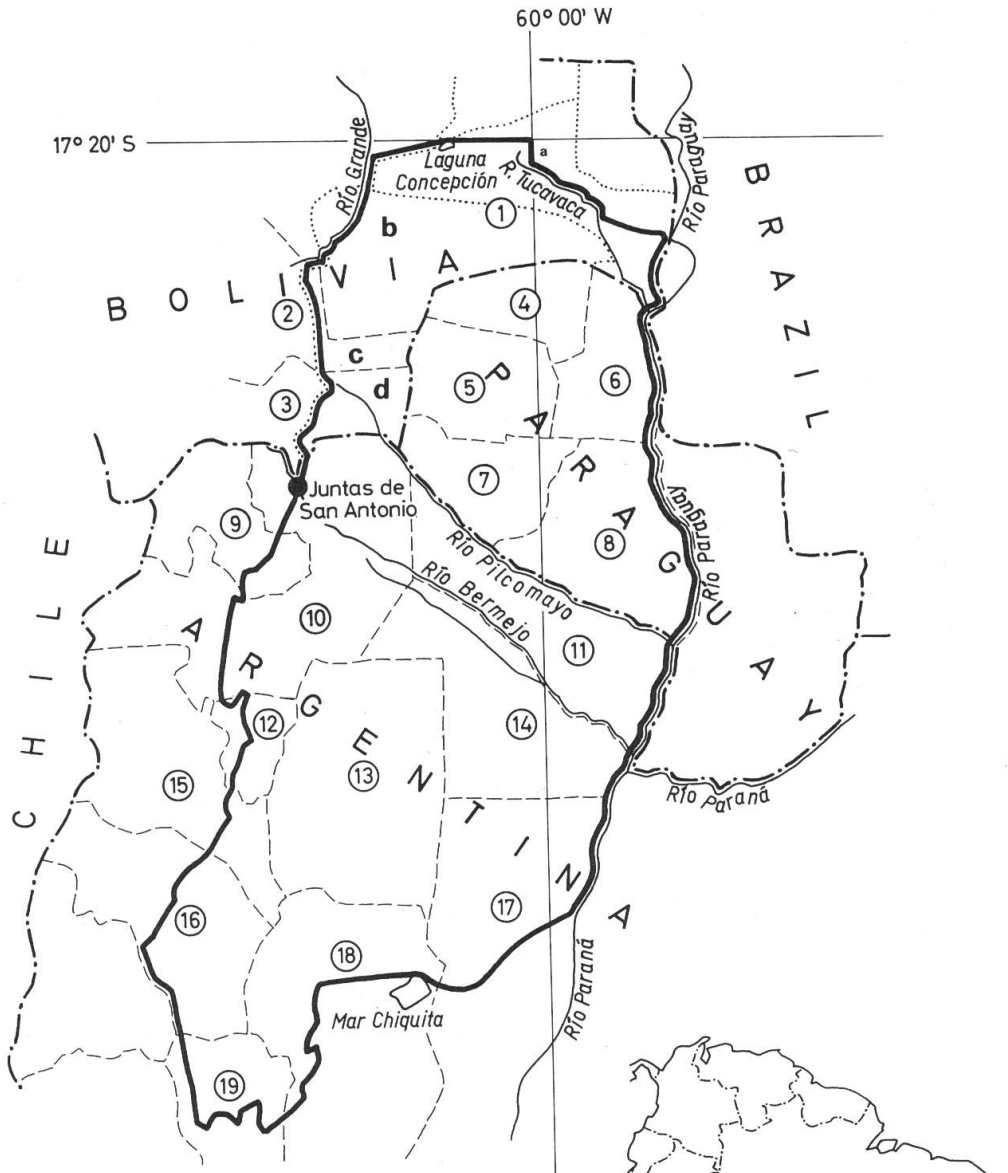 60° 00' W
17° 20' S
Río Grande
Laguna
Concepción
a
R. Tucavaca
Río Paraguay
BRAZIL
1
b
BOLIVIA
2
4
c
d
5
6
3
PARAGUAY
7
Juntas de
San Antonio
9
8
Río Paraguay
Río Pilcomayo
Río Bermejo
CHILE
10
11
ARGENTINA
12
14
13
15
Río Paraná
16
17
18
Mar Chiquita
Río Paraná
19